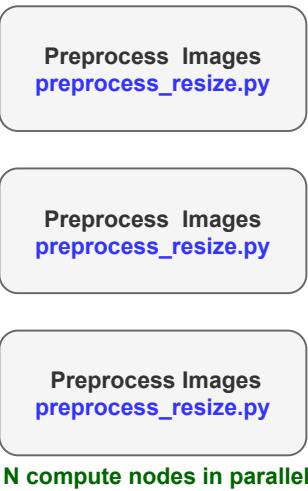 Preprocess Images
preprocess_resize.py
Preprocess Images
preprocess_resize.py
Preprocess Images
preprocess_resize.py
N compute nodes in parallel